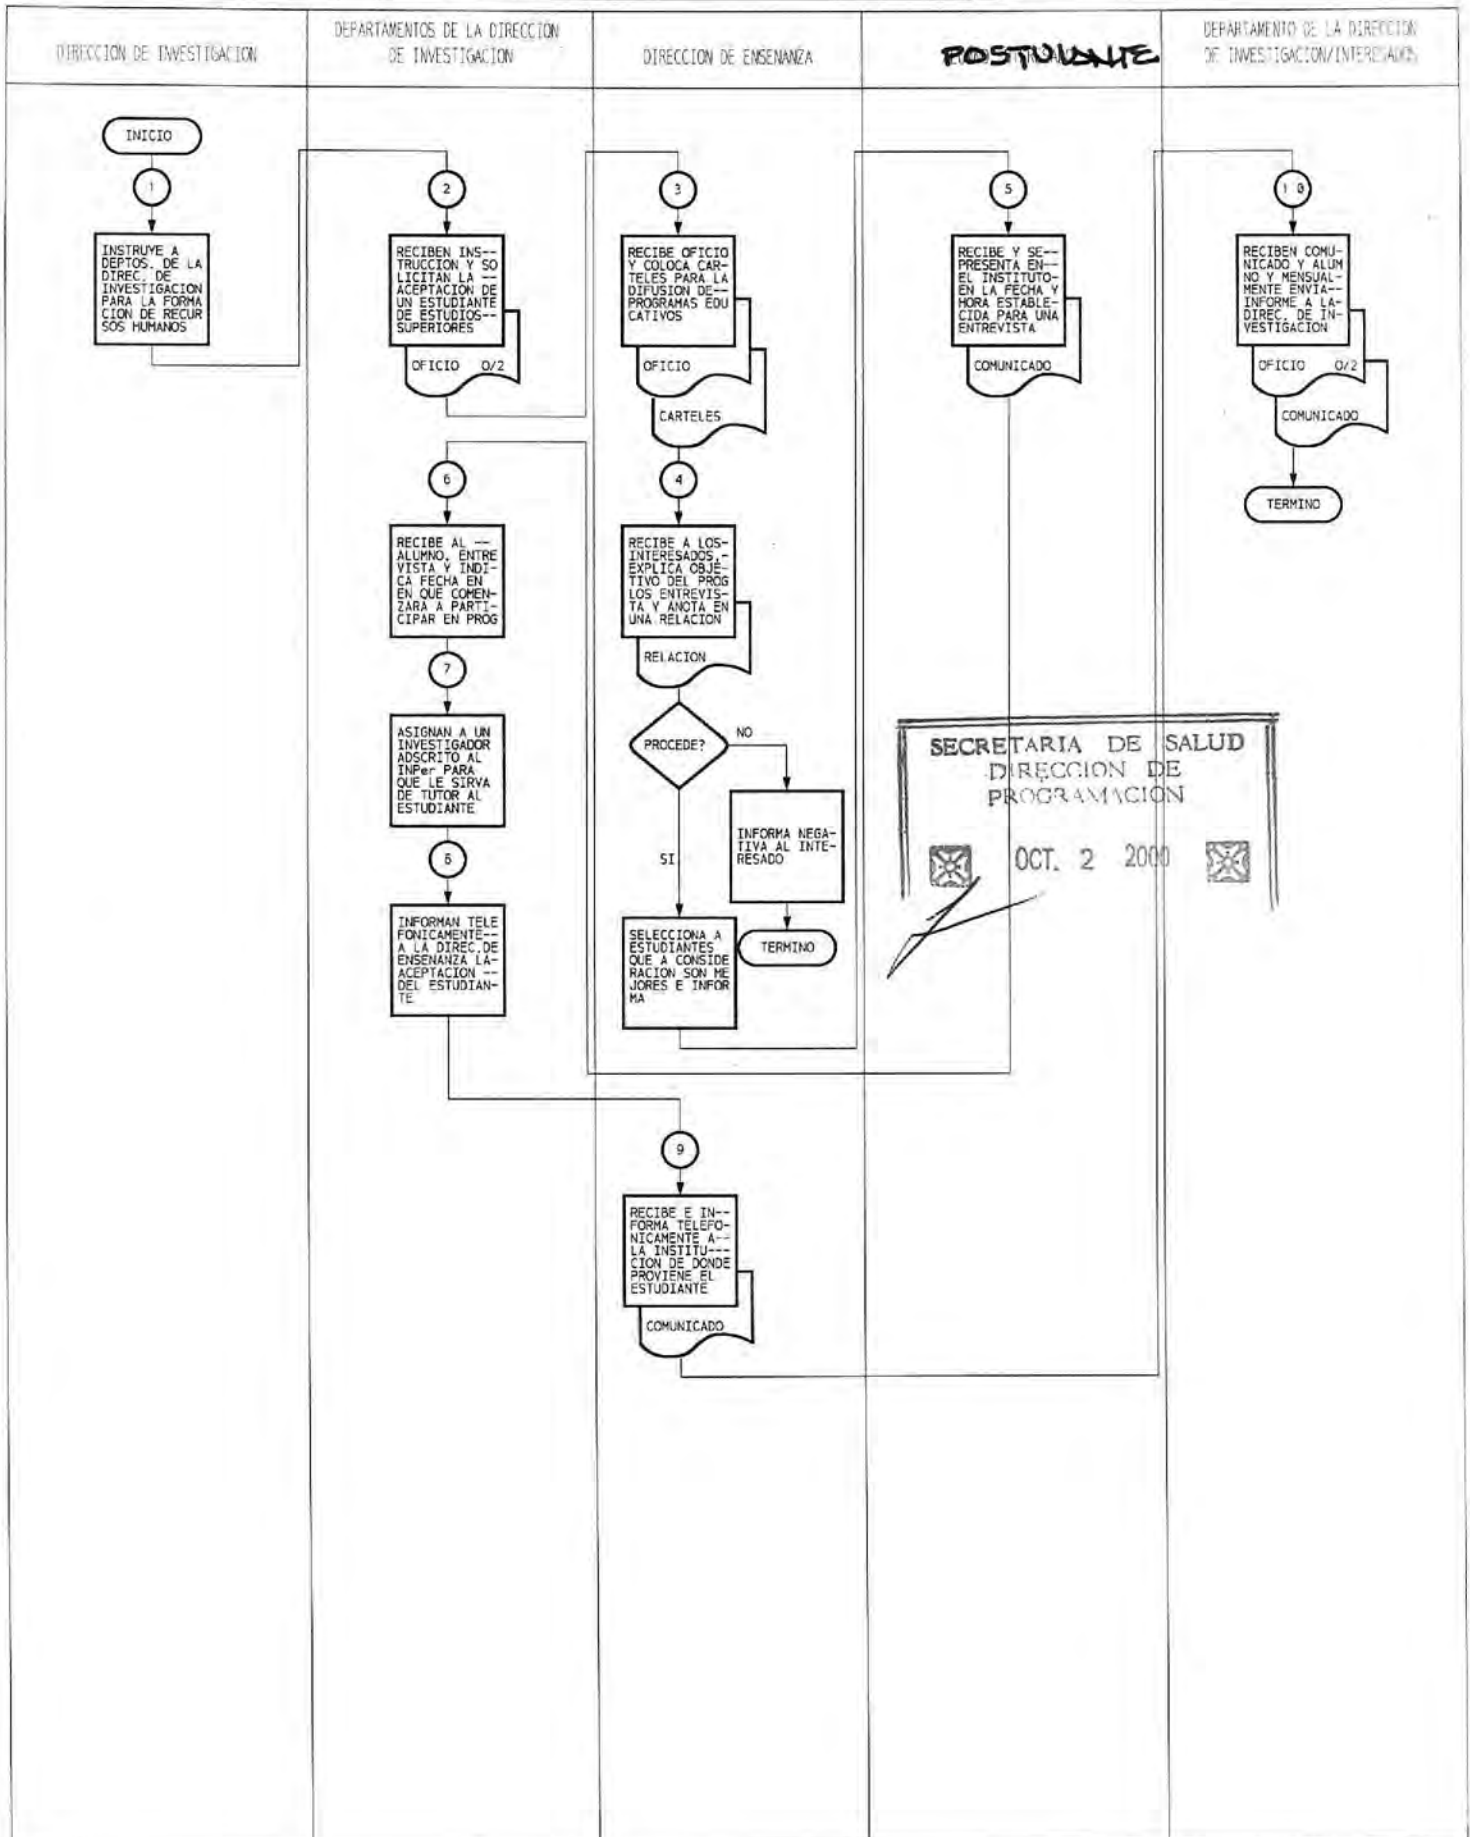 DIRECCION DE INVESTIGACION
DEPARTAMENTOS DE LA DIRECCION
DE INVESTIGACION
DIRECCION DE ENSENANZA
POSTULANTE
DEPARTAMENTO DE LA DIRECCION
DE INVESTIGACION/INTERESADOS
INICIO
1
INSTRUYE A
DEPTOS. DE LA
DIREC. DE
INVESTIGACION
PARA LA FORMA
CION DE RECUR
SOS HUMANOS
2
RECIBEN INS--
TRUCCION Y SO
LICITAN LA --
ACEPTACION DE
UN ESTUDIANTE
DE ESTUDIOS--
SUPERIORES
OFICIO 0/2
3
RECIBE OFICIO
Y COLOCA CAR-
TELES PARA LA
DIFUSION DE--
PROGRAMAS EDU
CATIVOS
OFICIO
CARTELES
5
RECIBE Y SE--
PRESENTA EN--
EL INSTITUTO-
EN LA FECHA Y
HORA ESTABLE-
CIDA PARA UNA
ENTREVISTA
COMUNICADO
1 0
RECIBEN COMU-
NICADO Y ALUM
NO Y MENSUAL-
MENTE ENVIA--
INFORME A LA-
DIREC. DE IN-
VESTIGACION
OFICIO 0/2
COMUNICADO
TERMINO
6
RECIBE AL --
ALUMNO, ENTRE
VISTA Y INDI-
CA FECHA EN
EN QUE COMEN-
ZARA A PARTI-
CIPAR EN PROG
4
RECIBE A LOS-
INTERESADOS,-
EXPLICA OBJE-
TIVO DEL PROG
LOS ENTREVIS-
TA Y ANOTA EN
UNA RELACION
RELACION
7
ASIGNAN A UN
INVESTIGADOR
ADSCRITO AL
INPer PARA
QUE LE SIRVA
DE TUTOR AL
ESTUDIANTE
PROCEDE?
NO
SI
INFORMA NEGA-
TIVA AL INTE-
RESADO
TERMINO
SECRETARIA DE SALUD
DIRECCION DE
PROGRAMACION
OCT. 2 2000
INFORMAN TELE
FONICAMENTE--
A LA DIREC.DE
ENSENANZA LA-
ACEPTACION --
DEL ESTUDIAN-
TE
SELECCIONA A
ESTUDIANTES
QUE A CONSIDE
RACION SON ME
JORES E INFOR
MA
9
RECIBE E IN--
FORMA TELEFO-
NICAMENTE A--
LA INSTITU---
CION DE DONDE
PROVIENE EL
ESTUDIANTE
COMUNICADO